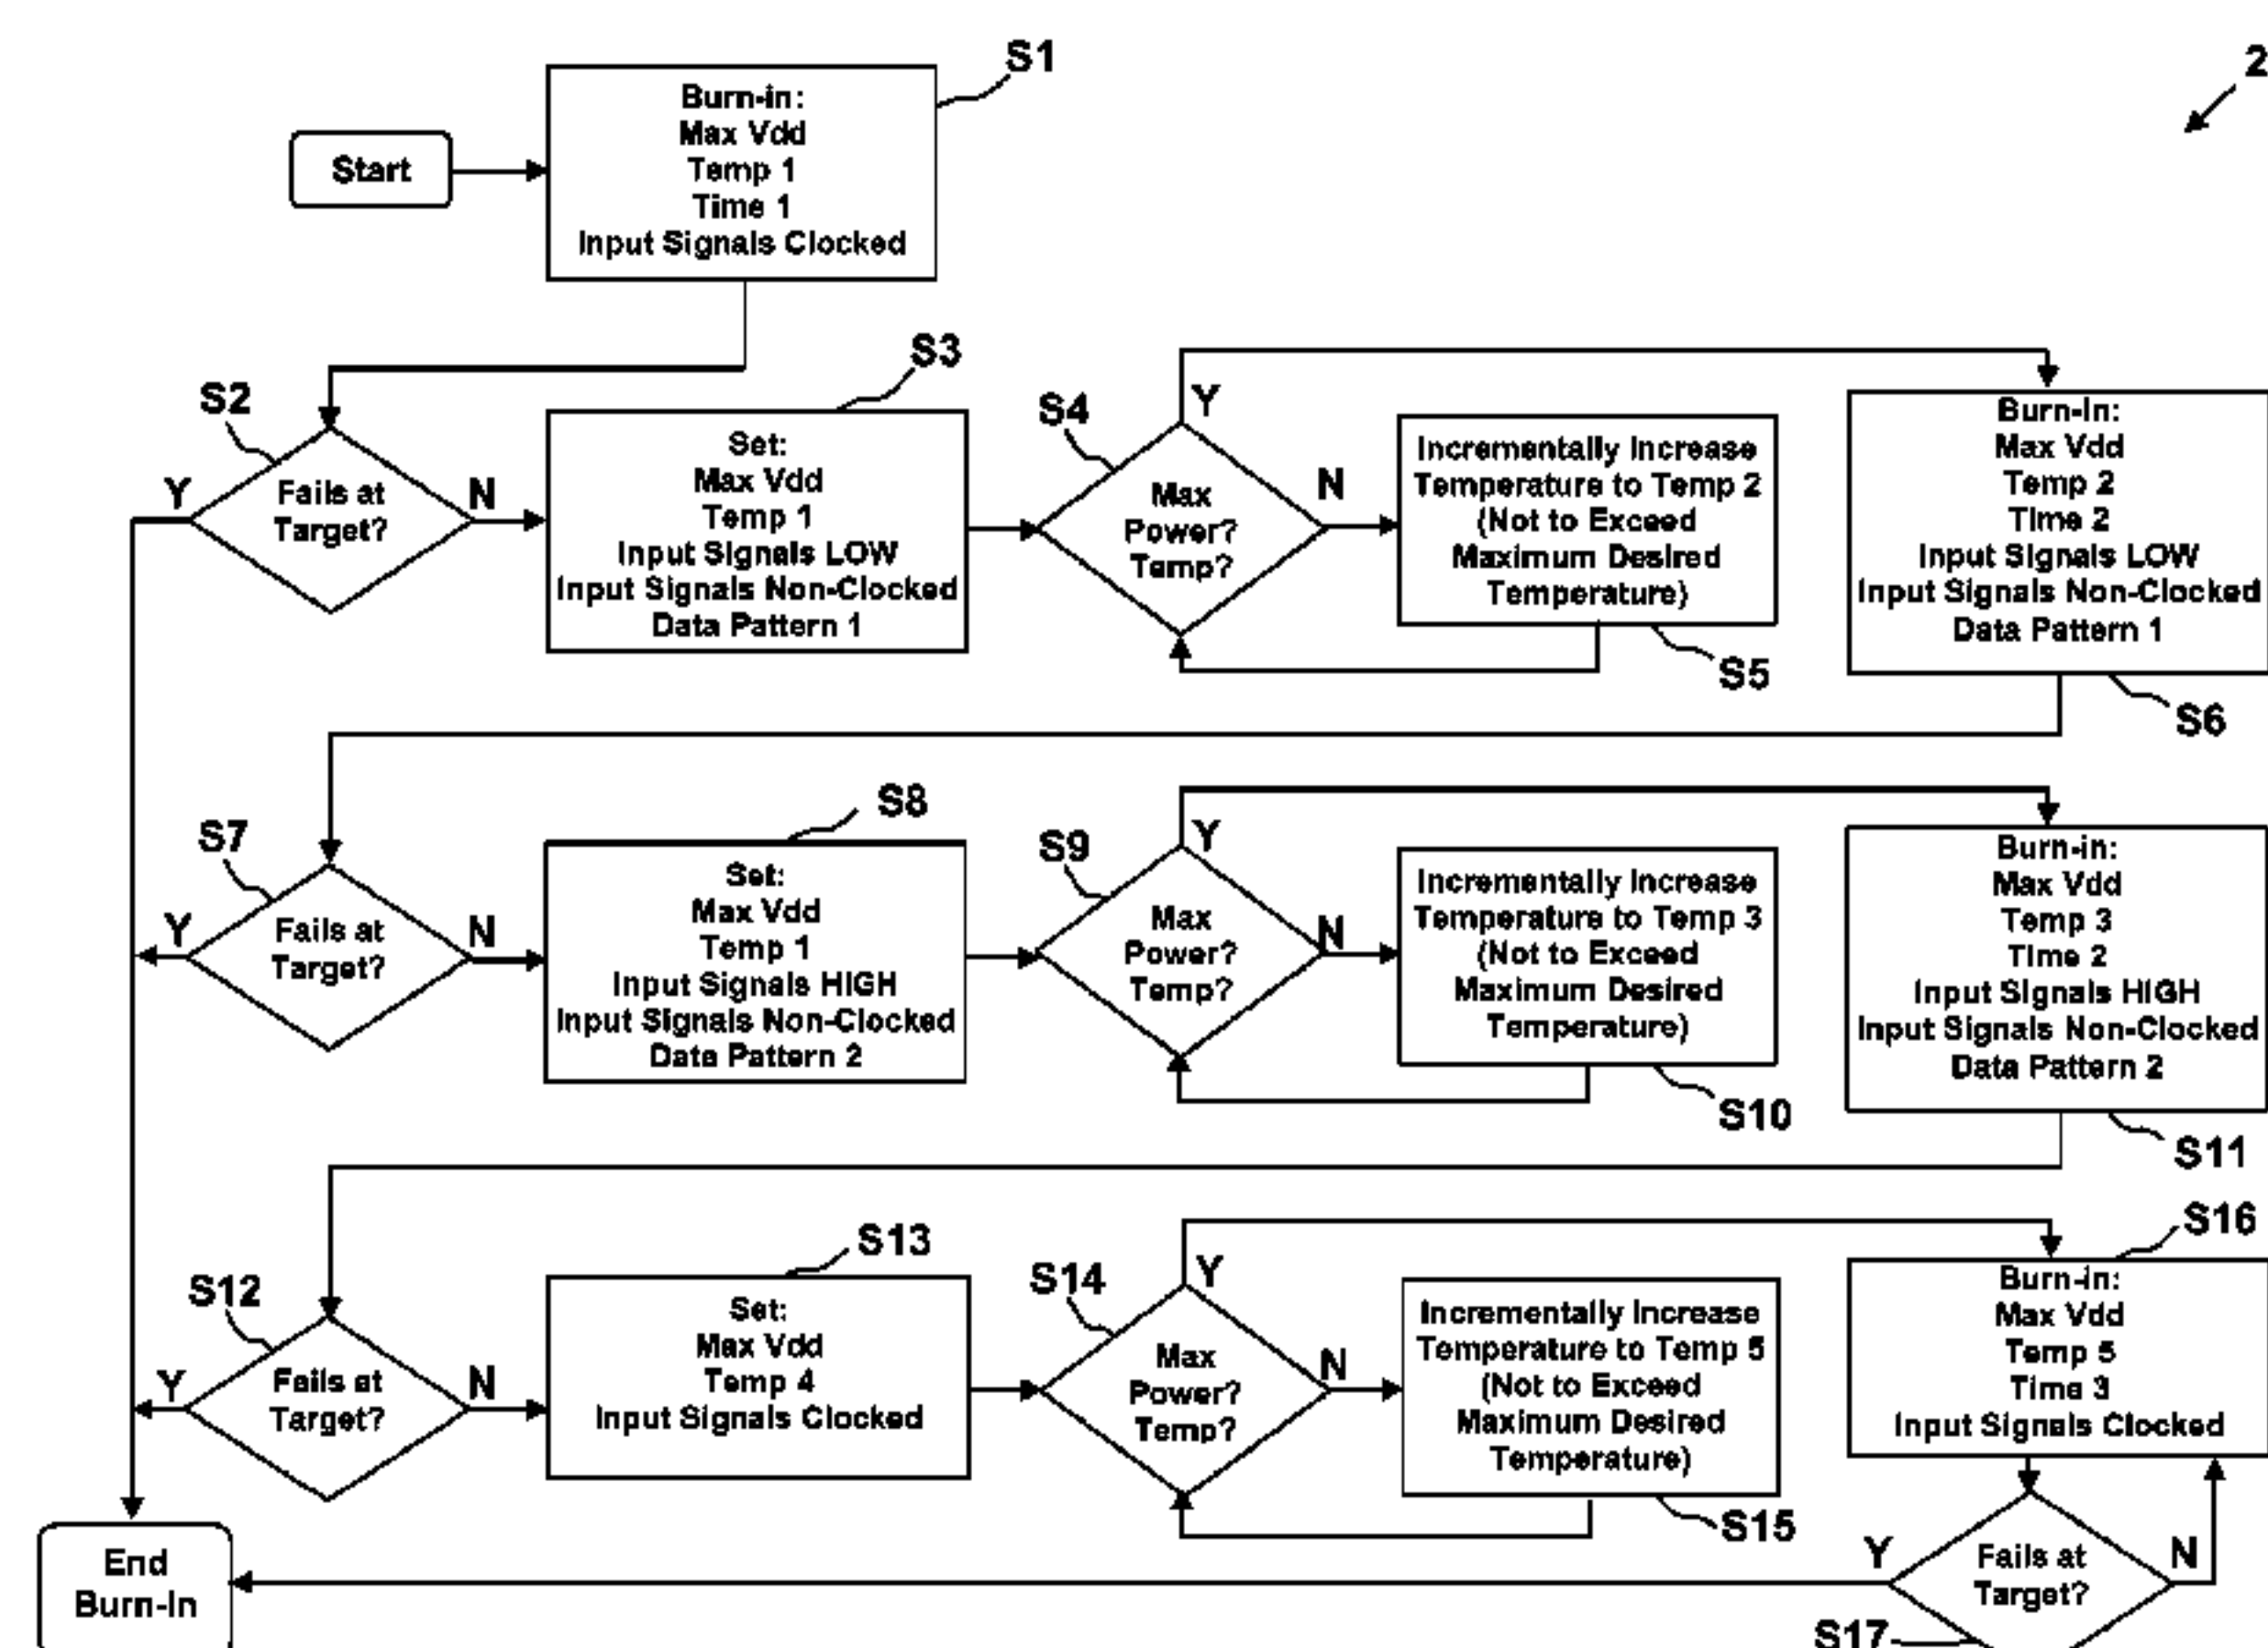 S1
2
Start
Burn-in:
Max Vdd
Temp 1
Time 1
Input Signals Clocked
S2
Y
Fails at
Target?
N
S3
Set:
Max Vdd
Temp 1
Input Signals LOW
Input Signals Non-Clocked
Data Pattern 1
S4
Y
Max
Power?
Temp?
N
Incrementally Increase
Temperature to Temp 2
(Not to Exceed
Maximum Desired
Temperature)
S5
Burn-In:
Max Vdd
Temp 2
Time 2
Input Signals LOW
Input Signals Non-Clocked
Data Pattern 1
S6
S7
Y
Fails at
Target?
N
S8
Set:
Max Vdd
Temp 1
Input Signals HIGH
Input Signals Non-Clocked
Data Pattern 2
S9
Y
Max
Power?
Temp?
N
Incrementally Increase
Temperature to Temp 3
(Not to Exceed
Maximum Desired
Temperature)
S10
Burn-in:
Max Vdd
Temp 3
Time 2
Input Signals HIGH
Input Signals Non-Clocked
Data Pattern 2
S11
S12
Y
Fails at
Target?
N
S13
Set:
Max Vdd
Temp 4
Input Signals Clocked
S14
Y
Max
Power?
Temp?
N
Incrementally Increase
Temperature to Temp 5
(Not to Exceed
Maximum Desired
Temperature)
S15
S16
Burn-in:
Max Vdd
Temp 5
Time 3
Input Signals Clocked
Y
Fails at
Target?
N
S17
End
Burn-In